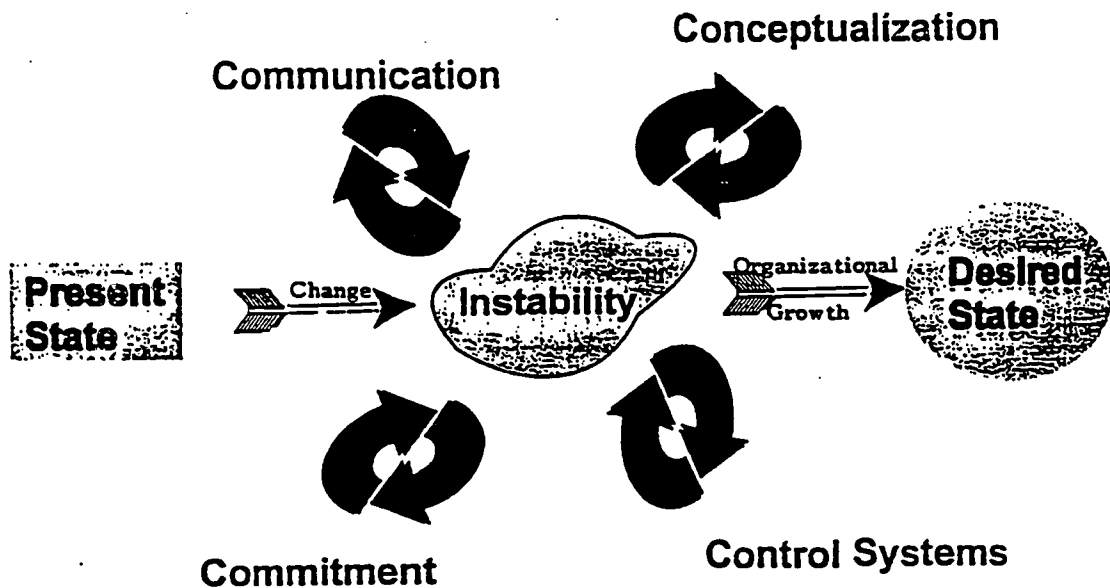 Conceptualization
Communication
Present
State
Change
Instability
Organizational
Growth
Desired
State
Commitment
Control Systems